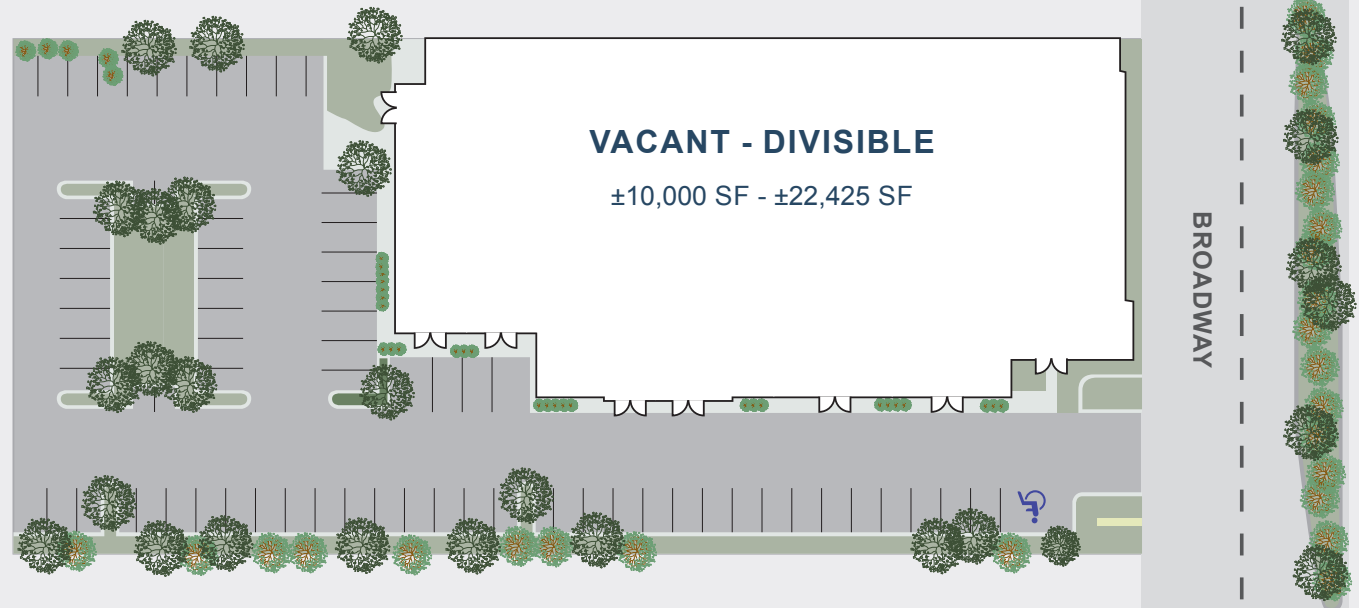 VACANT - DIVISIBLE
±10,000 SF - ±22,425 SF
BROADWAY